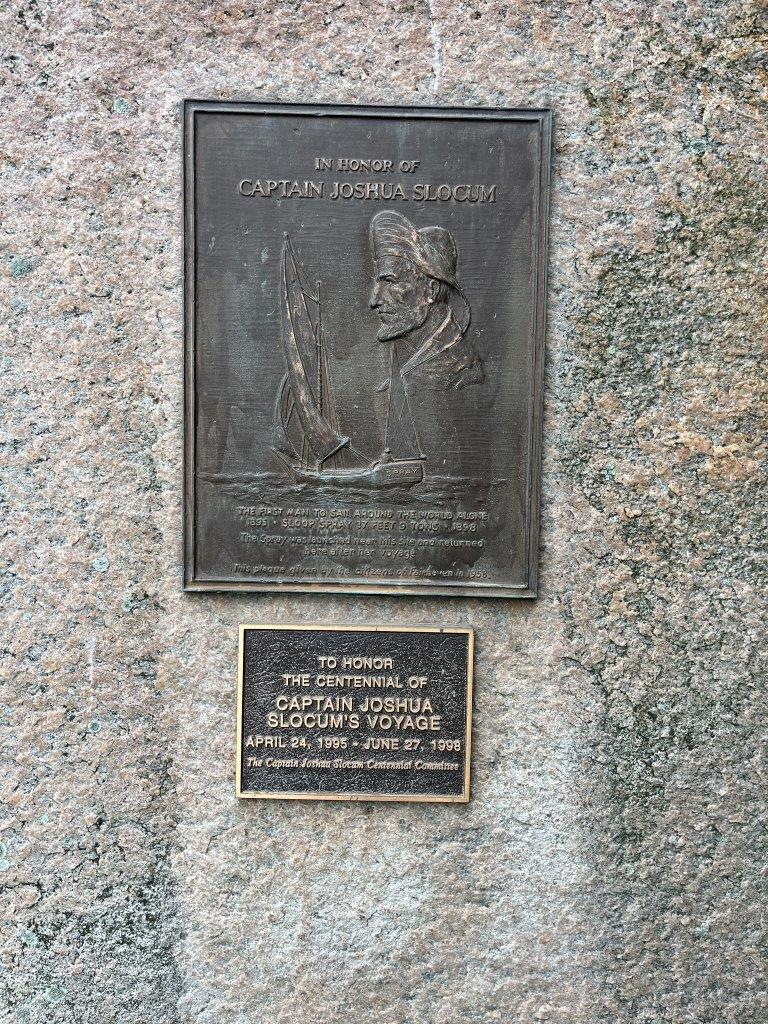 IN HONOR OF
CAPTAIN JOSHUA SLOCUM
SPRAY
THE FIRST MAN TO SAIL AROUND THE WORLD ALONE
1895 • SLOOP SPRAY 37 FEET 9 TONS • 1898
The Spray was launched near this site and returned
here after her voyage
This plaque given by the citizens of Fairhaven in 1958
TO HONOR
THE CENTENNIAL OF
CAPTAIN JOSHUA
SLOCUM'S VOYAGE
APRIL 24, 1995 - JUNE 27, 1998
The Captain Joshua Slocum Centennial Committee